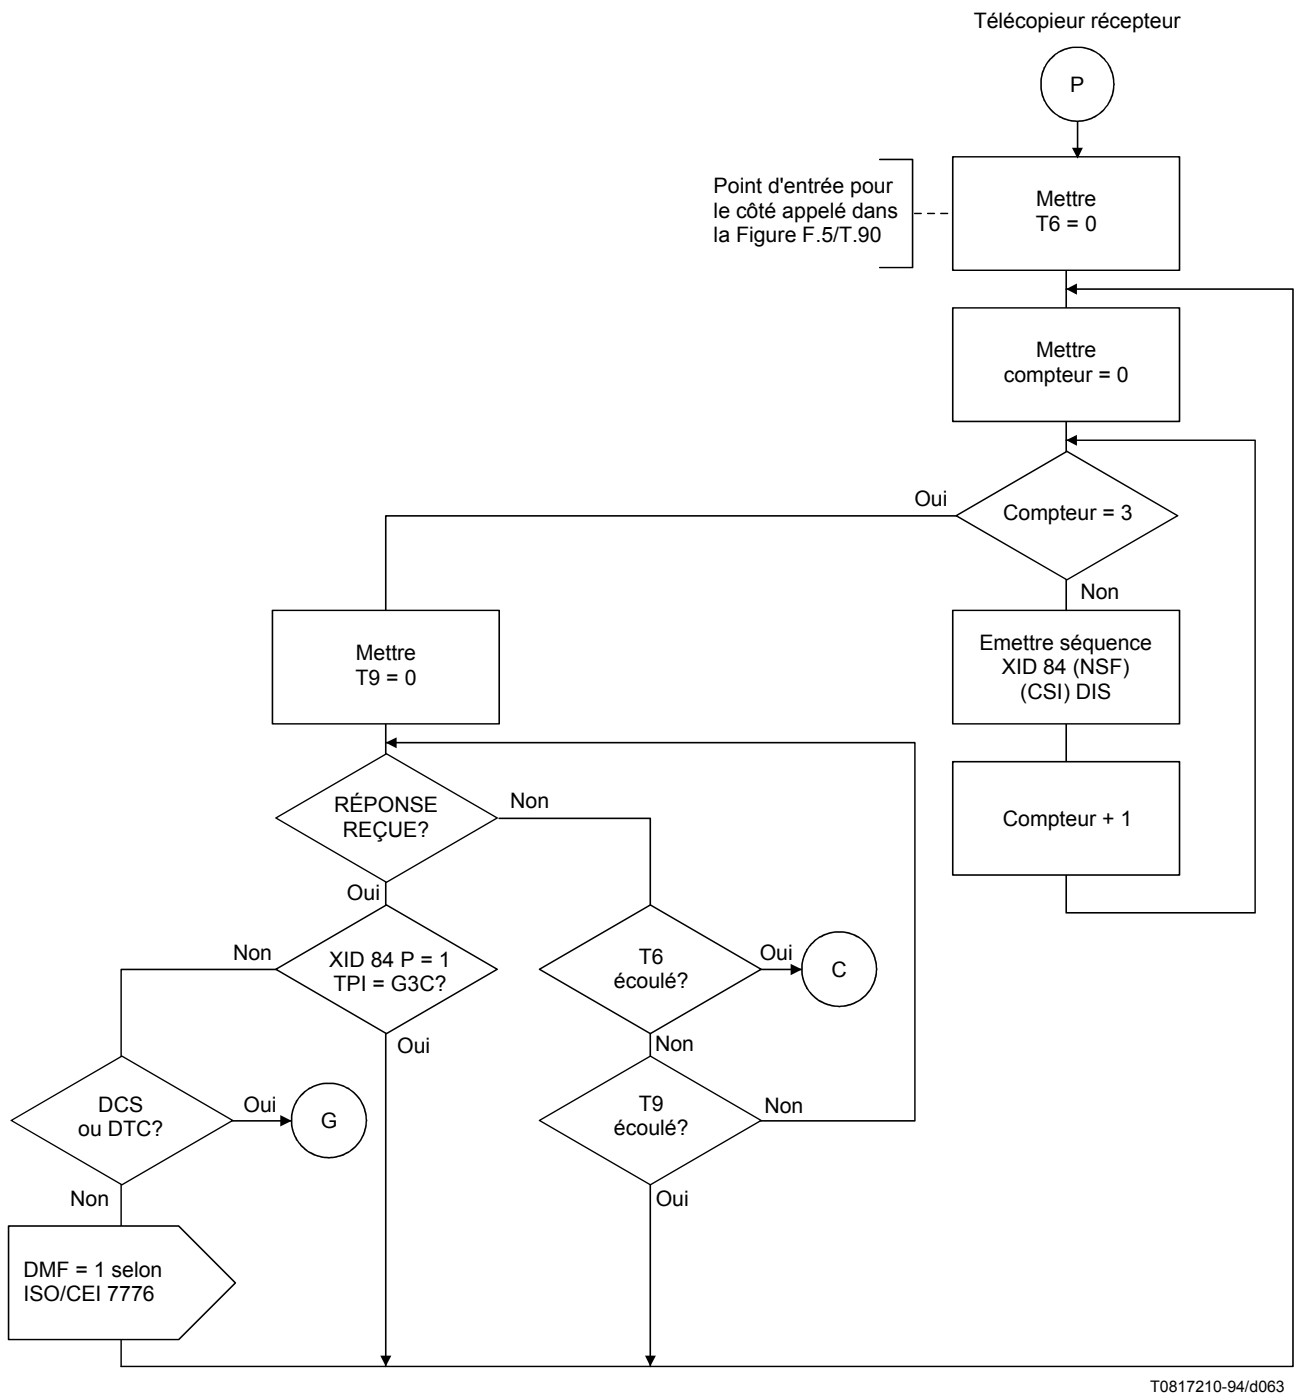 Télécopieur récepteur
P
Point d'entrée pour
le côté appelé dans
la Figure F.5/T.90
Mettre
T6 = 0
Mettre
compteur = 0
Oui
Compteur = 3
Non
Mettre
T9 = 0
Emettre séquence
XID 84 (NSF)
(CSI) DIS
RÉPONSE
REÇUE?
Non
Compteur + 1
Oui
Non
XID 84 P = 1
TPI = G3C?
T6
écoulé?
Oui
C
Oui
Non
DCS
ou DTC?
Oui
G
T9
écoulé?
Non
Non
Oui
DMF = 1 selon
ISO/CEI 7776
T0817210-94/d063